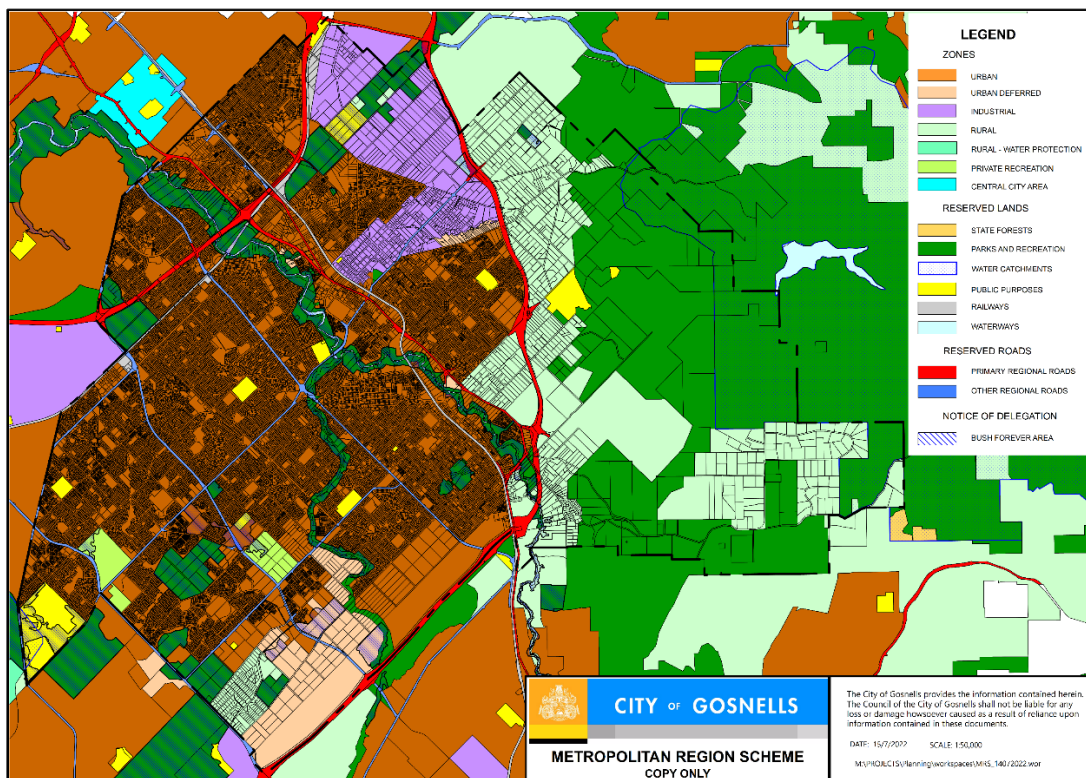 LEGEND
ZONES
URBAN
URBAN DEFERRED
INDUSTRIAL
RURAL
RURAL - WATER PROTECTION
PRIVATE RECREATION
CENTRAL CITY AREA
RESERVED LANDS
STATE FORESTS
PARKS AND RECREATION
WATER CATCHMENTS
PUBLIC PURPOSES
RAILWAYS
WATERWAYS
RESERVED ROADS
PRIMARY REGIONAL ROADS
OTHER REGIONAL ROADS
NOTICE OF DELEGATION
BUSH FOREVER AREA
CITY OF GOSNELLS
METROPOLITAN REGION SCHEME
COPY ONLY
The City of Gosnells provides the information contained herein.
The Council of the City of Gosnells shall not be liable for any
loss or damage howsoever caused as a result of reliance upon
information contained in these documents.
DATE: 15/7/2022 SCALE: 1:50,000